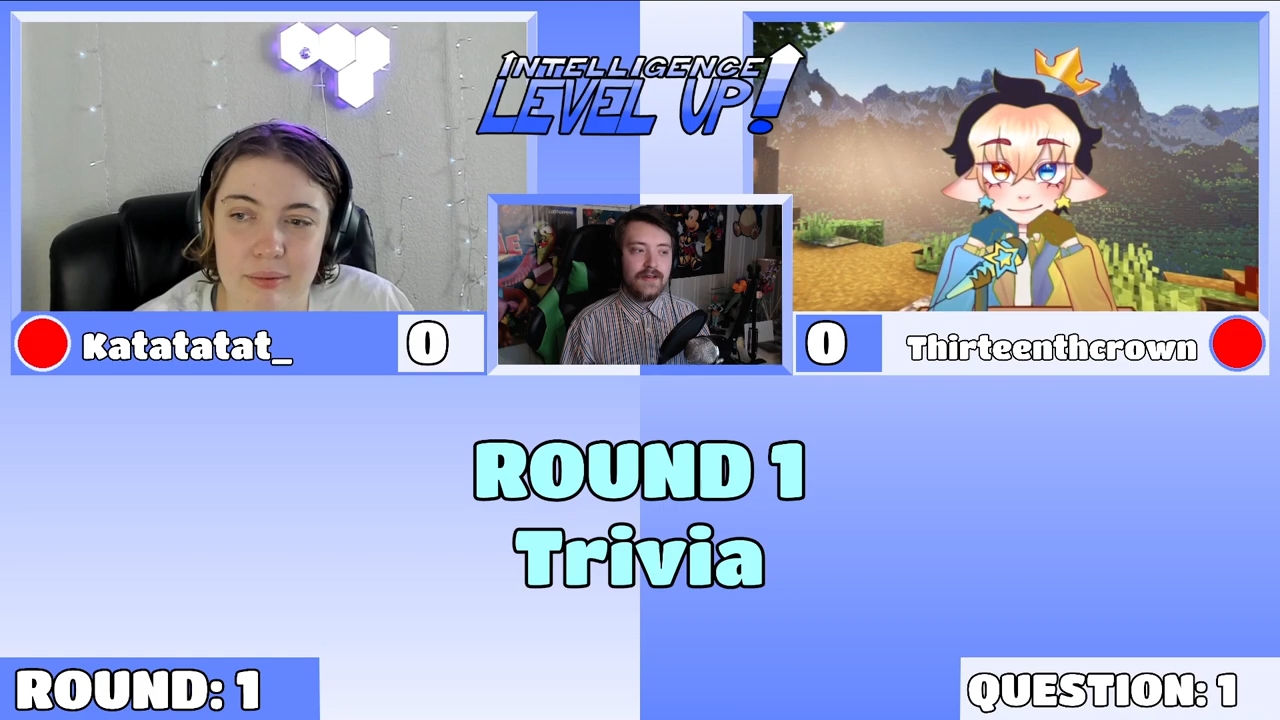 INTELLIGENCE
LEVEL UP!
Katatatat_
0
0
Thirteenthcrown
ROUND 1
Trivia
ROUND: 1
QUESTION: 1